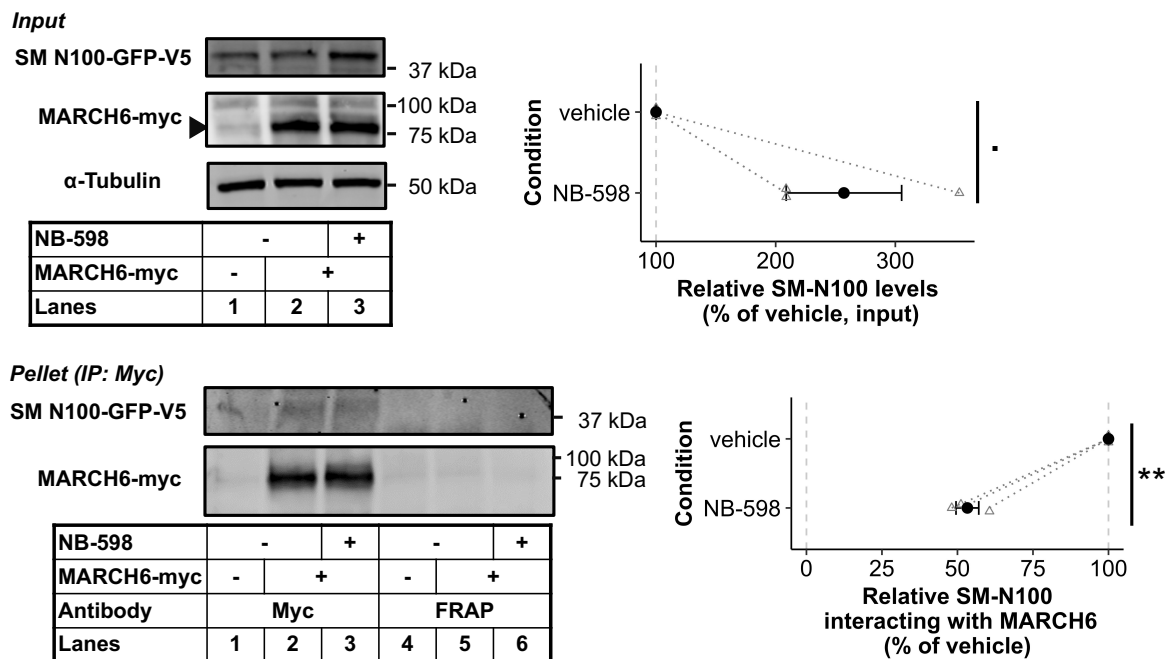 Input
SM N100-GFP-V5
37 kDa
MARCH6-myc
100 kDa
75 kDa
α-Tubulin
50 kDa
NB-598 - +
MARCH6-myc - +
Lanes 1 2 3
Condition
vehicle
NB-598
100 200 300
Relative SM-N100 levels
(% of vehicle, input)
Pellet (IP: Myc)
SM N100-GFP-V5
37 kDa
MARCH6-myc
100 kDa
75 kDa
NB-598 - + - +
MARCH6-myc - + - +
Antibody Myc FRAP
Lanes 1 2 3 4 5 6
Condition
vehicle
NB-598
**
0 25 50 75 100
Relative SM-N100
interacting with MARCH6
(% of vehicle)